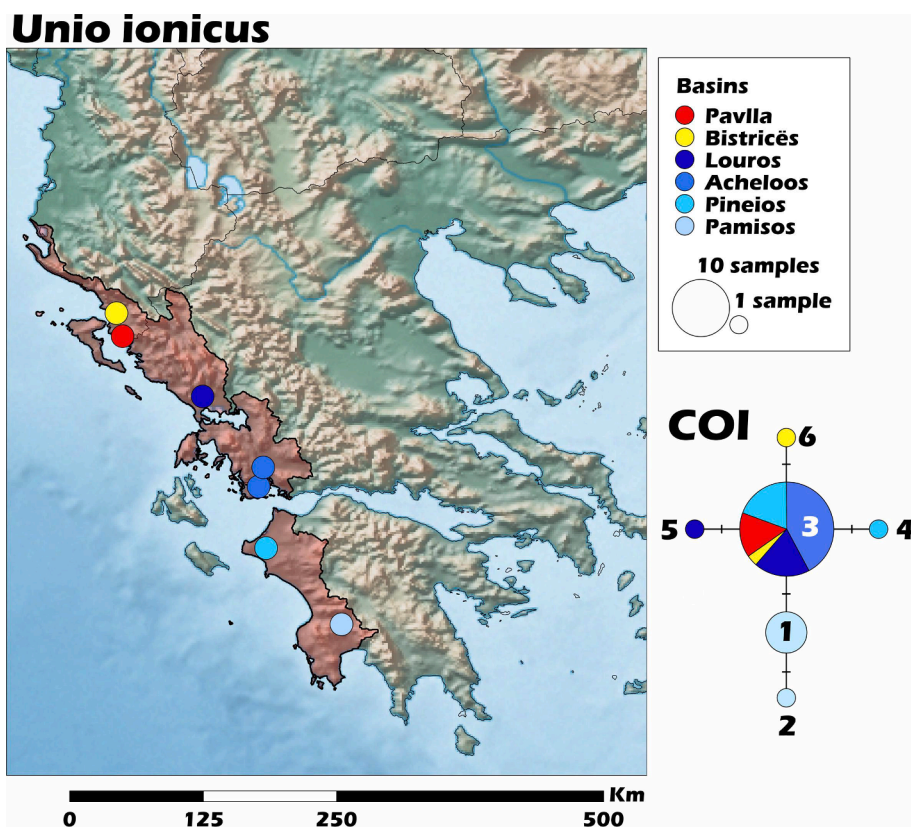 Unio ionicus
Basins
Pavlla
Bistricës
Louros
Acheloos
Pineios
Pamisos
10 samples
1 sample
COI
6
5
3
4
1
2
Km
0
125
250
500